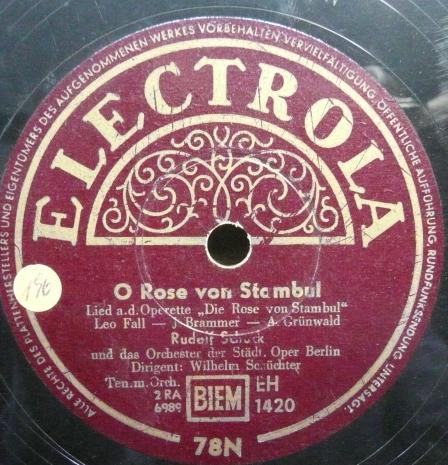 ALLE RECHTE DES PLATTENHERSTELLERS UND EIGENTÜMERS DES AUFGENOMMENEN WERKES VORBEHALTEN. VERVIELFÄLTIGUNG, ÖFFENTLICHE AUFFÜHRUNG, RUNDFUNKSENDUNG UNTERSAGT.
ELECTROLA
O Rose von Stambul
Lied a.d. Operette „Die Rose von Stambul"
Leo Fall — J. Brammer — A. Grünwald
Rudolf Schock
und das Orchester der Städt. Oper Berlin
Dirigent: Wilhelm Schüchter
Ten.m.Orch. EH
2 RA
6989 BIEM 1420
78N